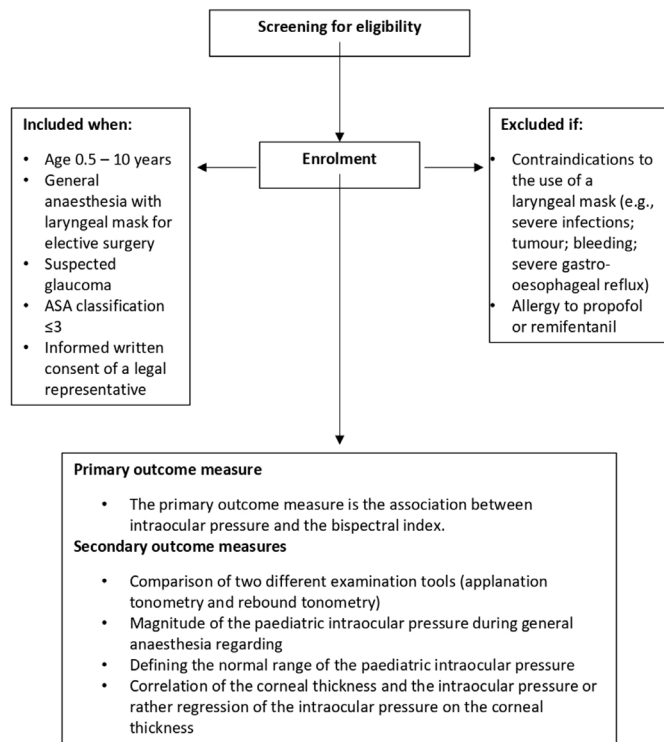 Screening for eligibility
Included when:
• Age 0.5 – 10 years
• General
anaesthesia with
laryngeal mask for
elective surgery
• Suspected
glaucoma
• ASA classification
≤3
• Informed written
consent of a legal
representative
Enrolment
Excluded if:
• Contraindications to
the use of a
laryngeal mask (e.g.,
severe infections;
tumour; bleeding;
severe gastro-
oesophageal reflux)
• Allergy to propofol
or remifentanil
Primary outcome measure
• The primary outcome measure is the association between
intraocular pressure and the bispectral index.
Secondary outcome measures
• Comparison of two different examination tools (applanation
tonometry and rebound tonometry)
• Magnitude of the paediatric intraocular pressure during general
anaesthesia regarding
• Defining the normal range of the paediatric intraocular pressure
• Correlation of the corneal thickness and the intraocular pressure or
rather regression of the intraocular pressure on the corneal
thickness